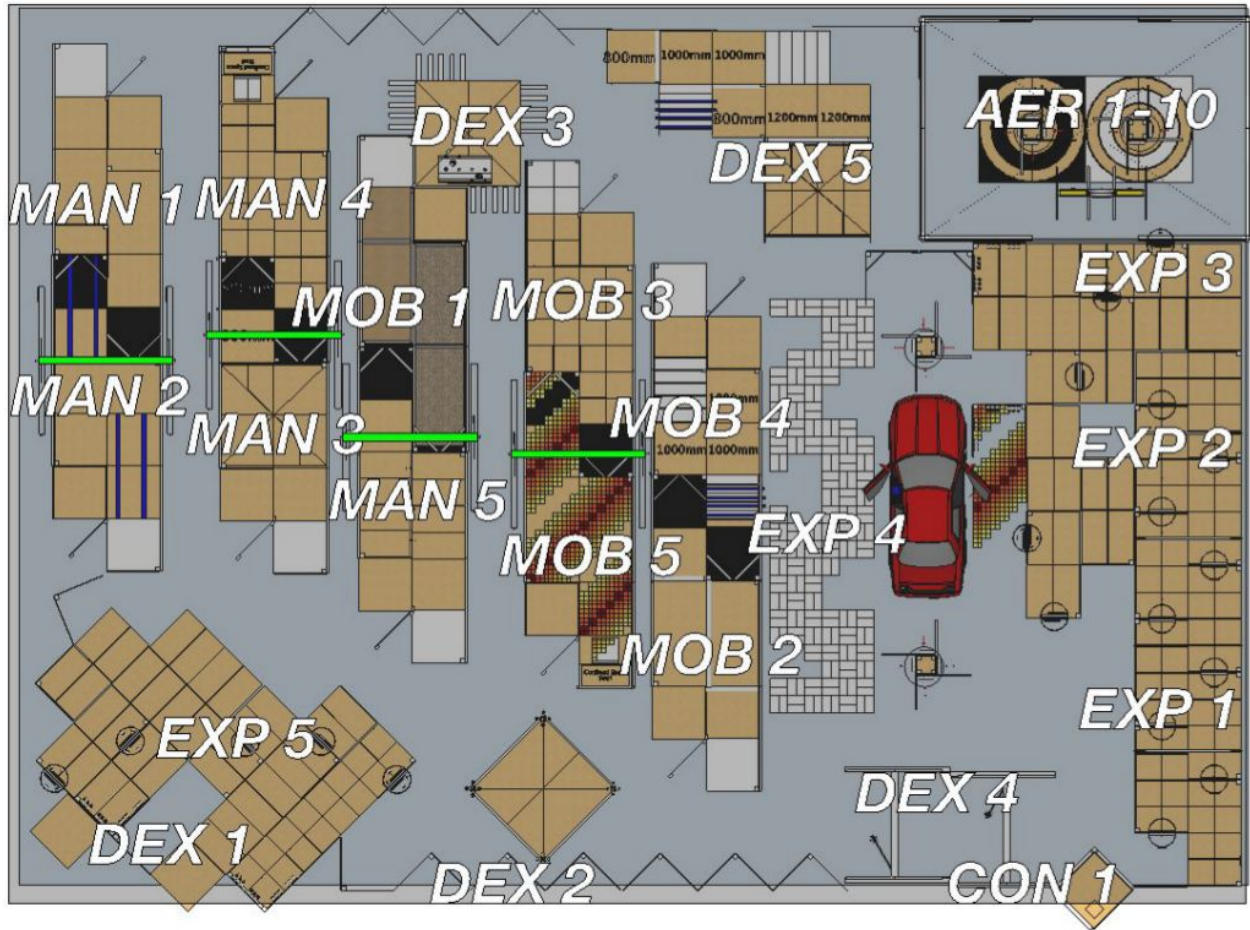 800mm 1000mm 1000mm
800mm 1200mm 1200mm
AER 1-10
DEX 3
DEX 5
MAN 1
MAN 4
MOB 1
MOB 3
EXP 3
MAN 2
MAN 3
MOB 4
1000mm 1000mm
EXP 2
MAN 5
EXP 4
MOB 5
MOB 2
EXP 1
EXP 5
DEX 4
DEX 1
DEX 2
CON 1